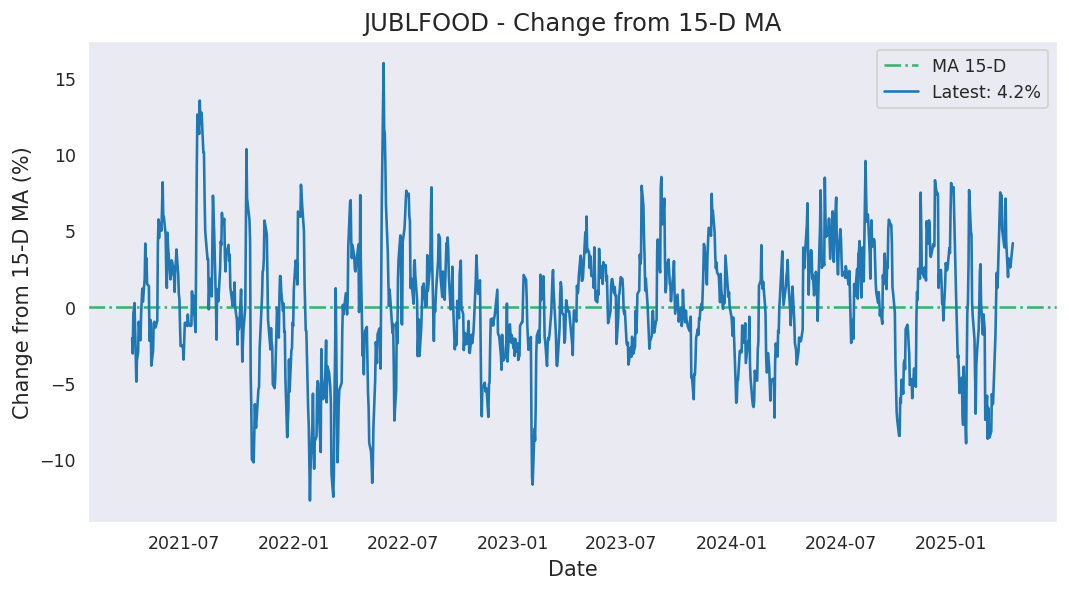 JUBLFOOD - Change from 15-D MA
MA 15-D
Latest: 4.2%
Change from 15-D MA (%)
15
10
5
0
−5
−10
2021-07 2022-01 2022-07 2023-01 2023-07 2024-01 2024-07 2025-01
Date